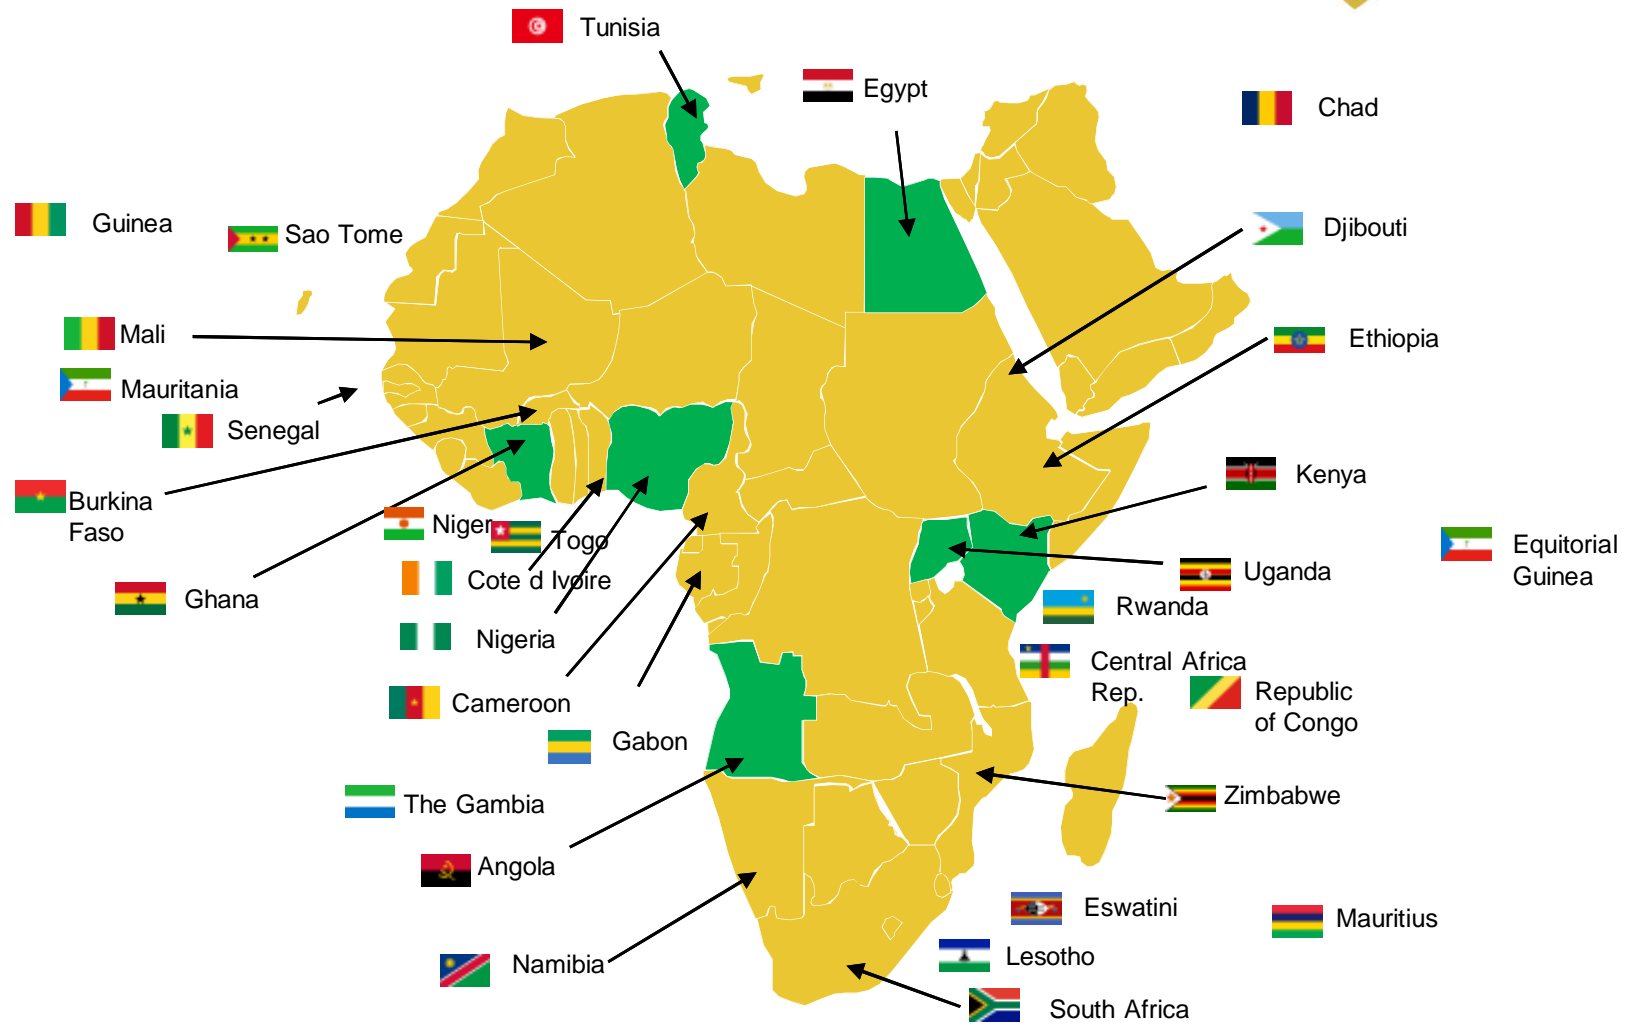 Tunisia
Egypt
Chad
Guinea
Sao Tome
Djibouti
Mali
Ethiopia
Mauritania
Senegal
Kenya
Burkina
Faso
Niger
Togo
Equitorial
Guinea
Cote d Ivoire
Uganda
Ghana
Rwanda
Nigeria
Central Africa
Rep.
Republic
of Congo
Cameroon
Gabon
The Gambia
Zimbabwe
Angola
Eswatini
Mauritius
Namibia
Lesotho
South Africa